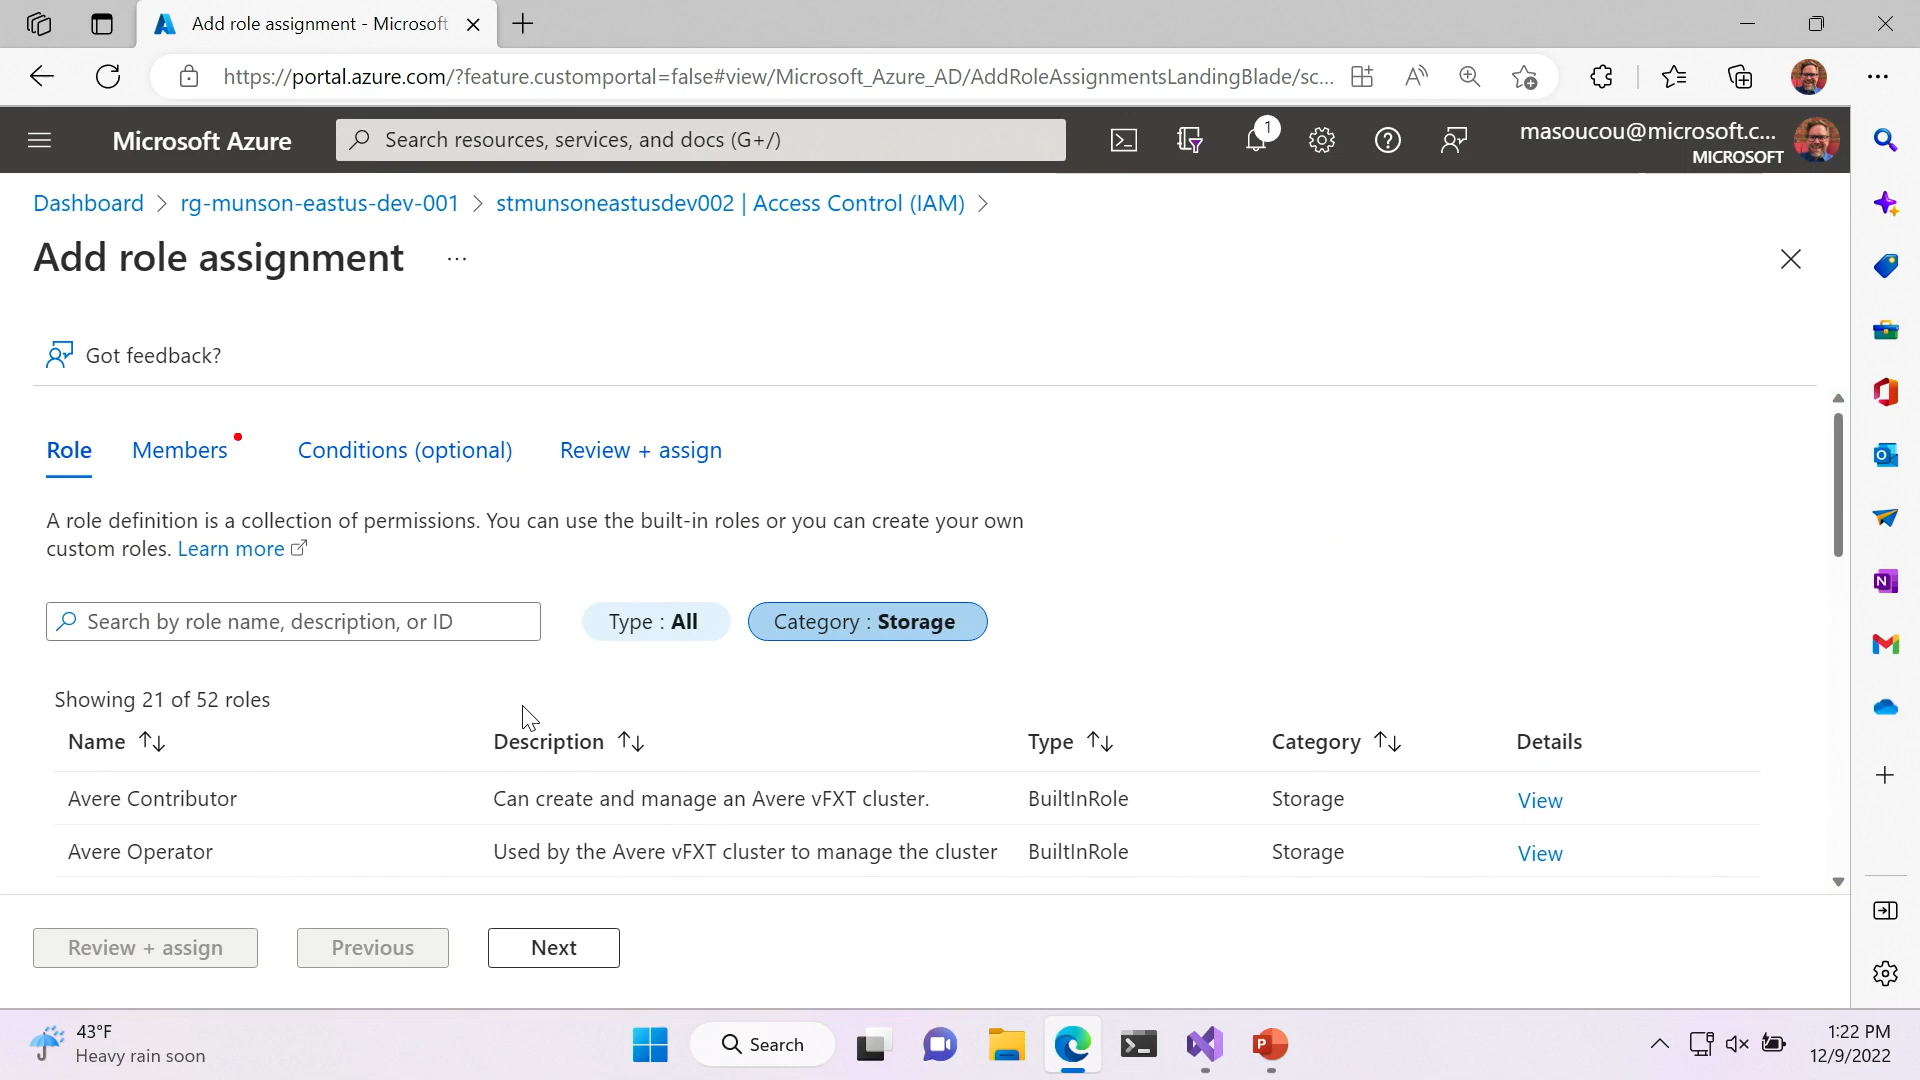 Add role assignment - Microsoft
https://portal.azure.com/?feature.customportal=false#view/Microsoft_Azure_AD/AddRoleAssignmentsLandingBlade/sc...
Microsoft Azure
Search resources, services, and docs (G+/)
1
masoucou@microsoft.c...
MICROSOFT
Dashboard > rg-munson-eastus-dev-001 > stmunsoneastusdev002 | Access Control (IAM) >
Add role assignment ...
Got feedback?
Role Members Conditions (optional) Review + assign
A role definition is a collection of permissions. You can use the built-in roles or you can create your own
custom roles. Learn more
Search by role name, description, or ID
Type : All
Category : Storage
Showing 21 of 52 roles
Name ↑↓ Description ↑↓ Type ↑↓ Category ↑↓ Details
Avere Contributor Can create and manage an Avere vFXT cluster. BuiltInRole Storage View
Avere Operator Used by the Avere vFXT cluster to manage the cluster BuiltInRole Storage View
Review + assign Previous Next
43°F
Heavy rain soon
Search
1:22 PM
12/9/2022